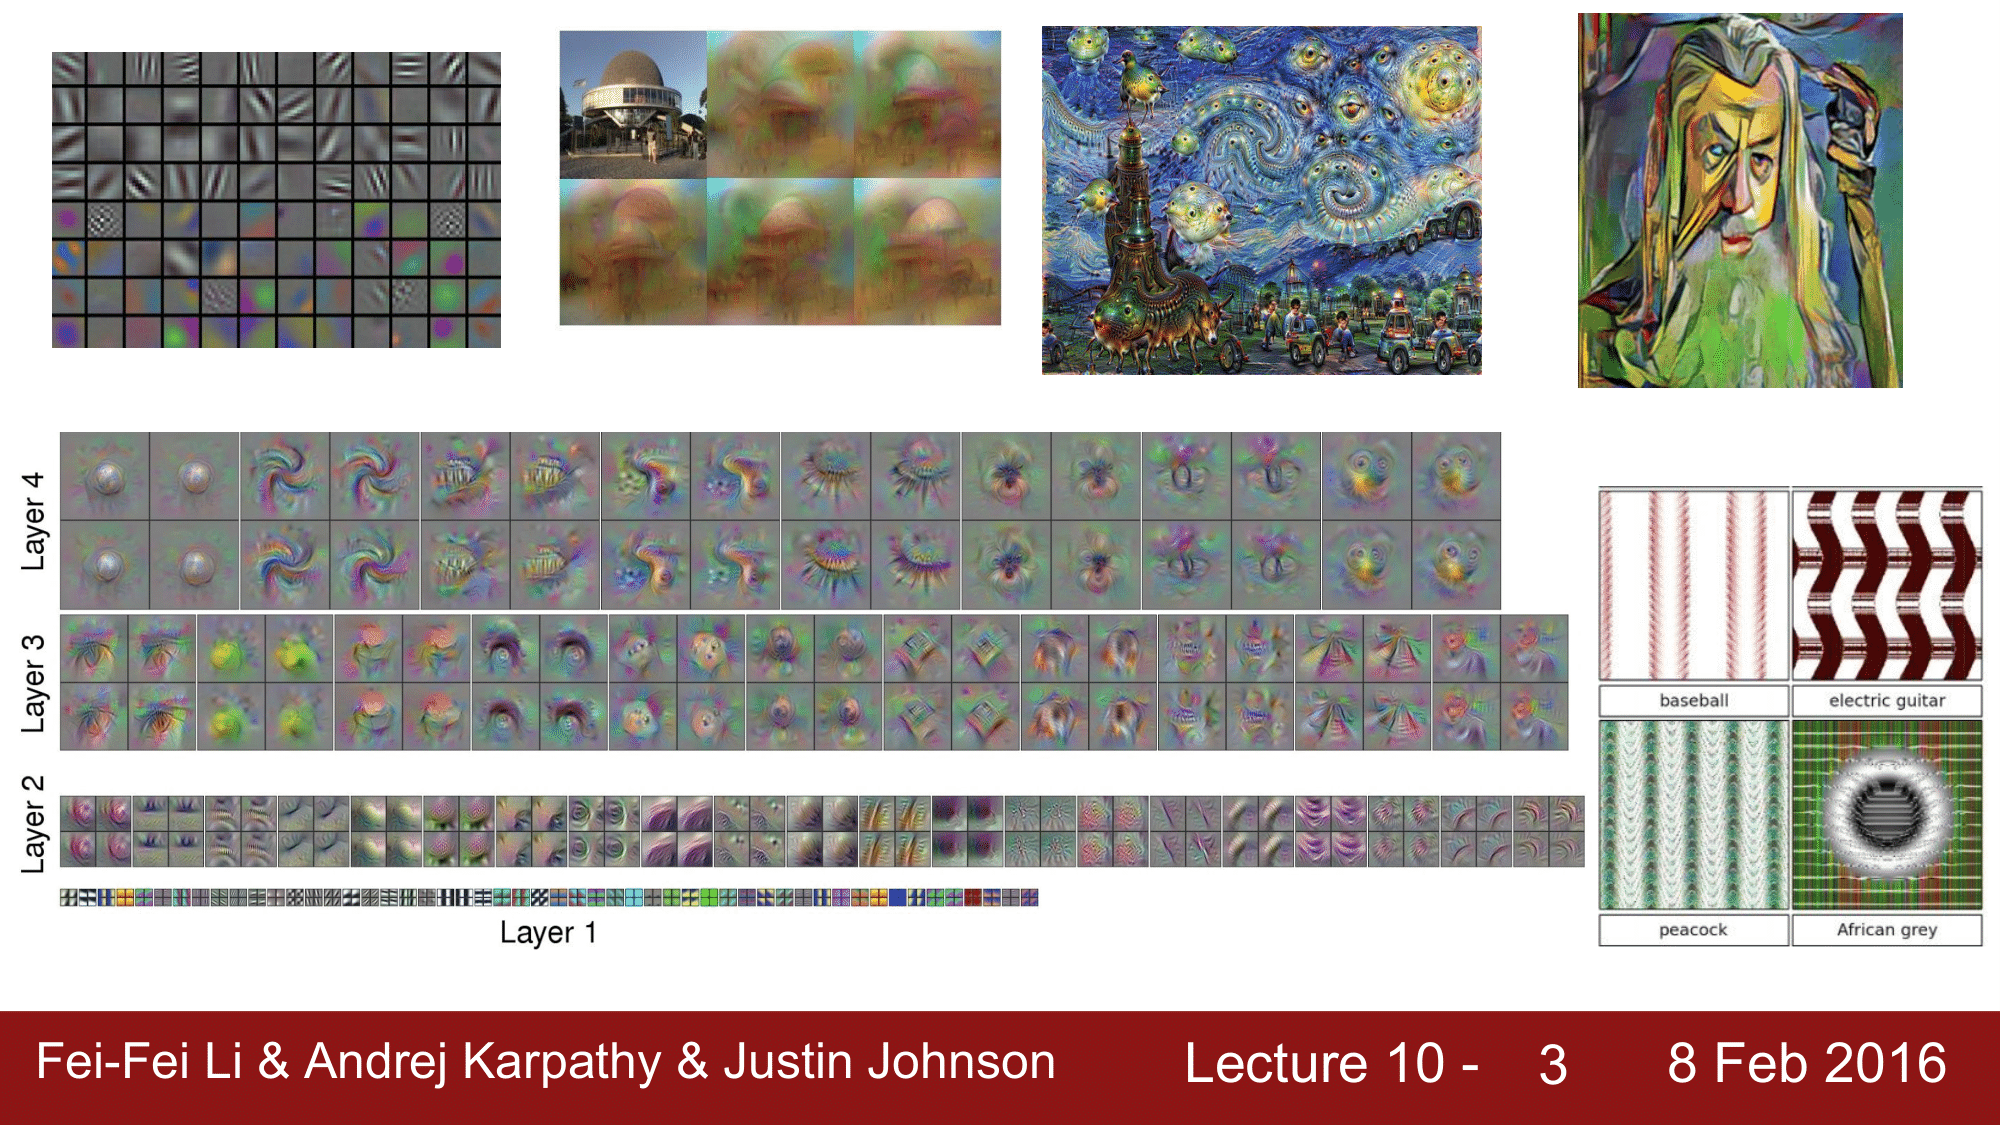 Layer 4
Layer 3
Layer 2
Layer 1
baseball
electric guitar
peacock
African grey
Fei-Fei Li & Andrej Karpathy & Justin Johnson
Lecture 10 - 3
8 Feb 2016